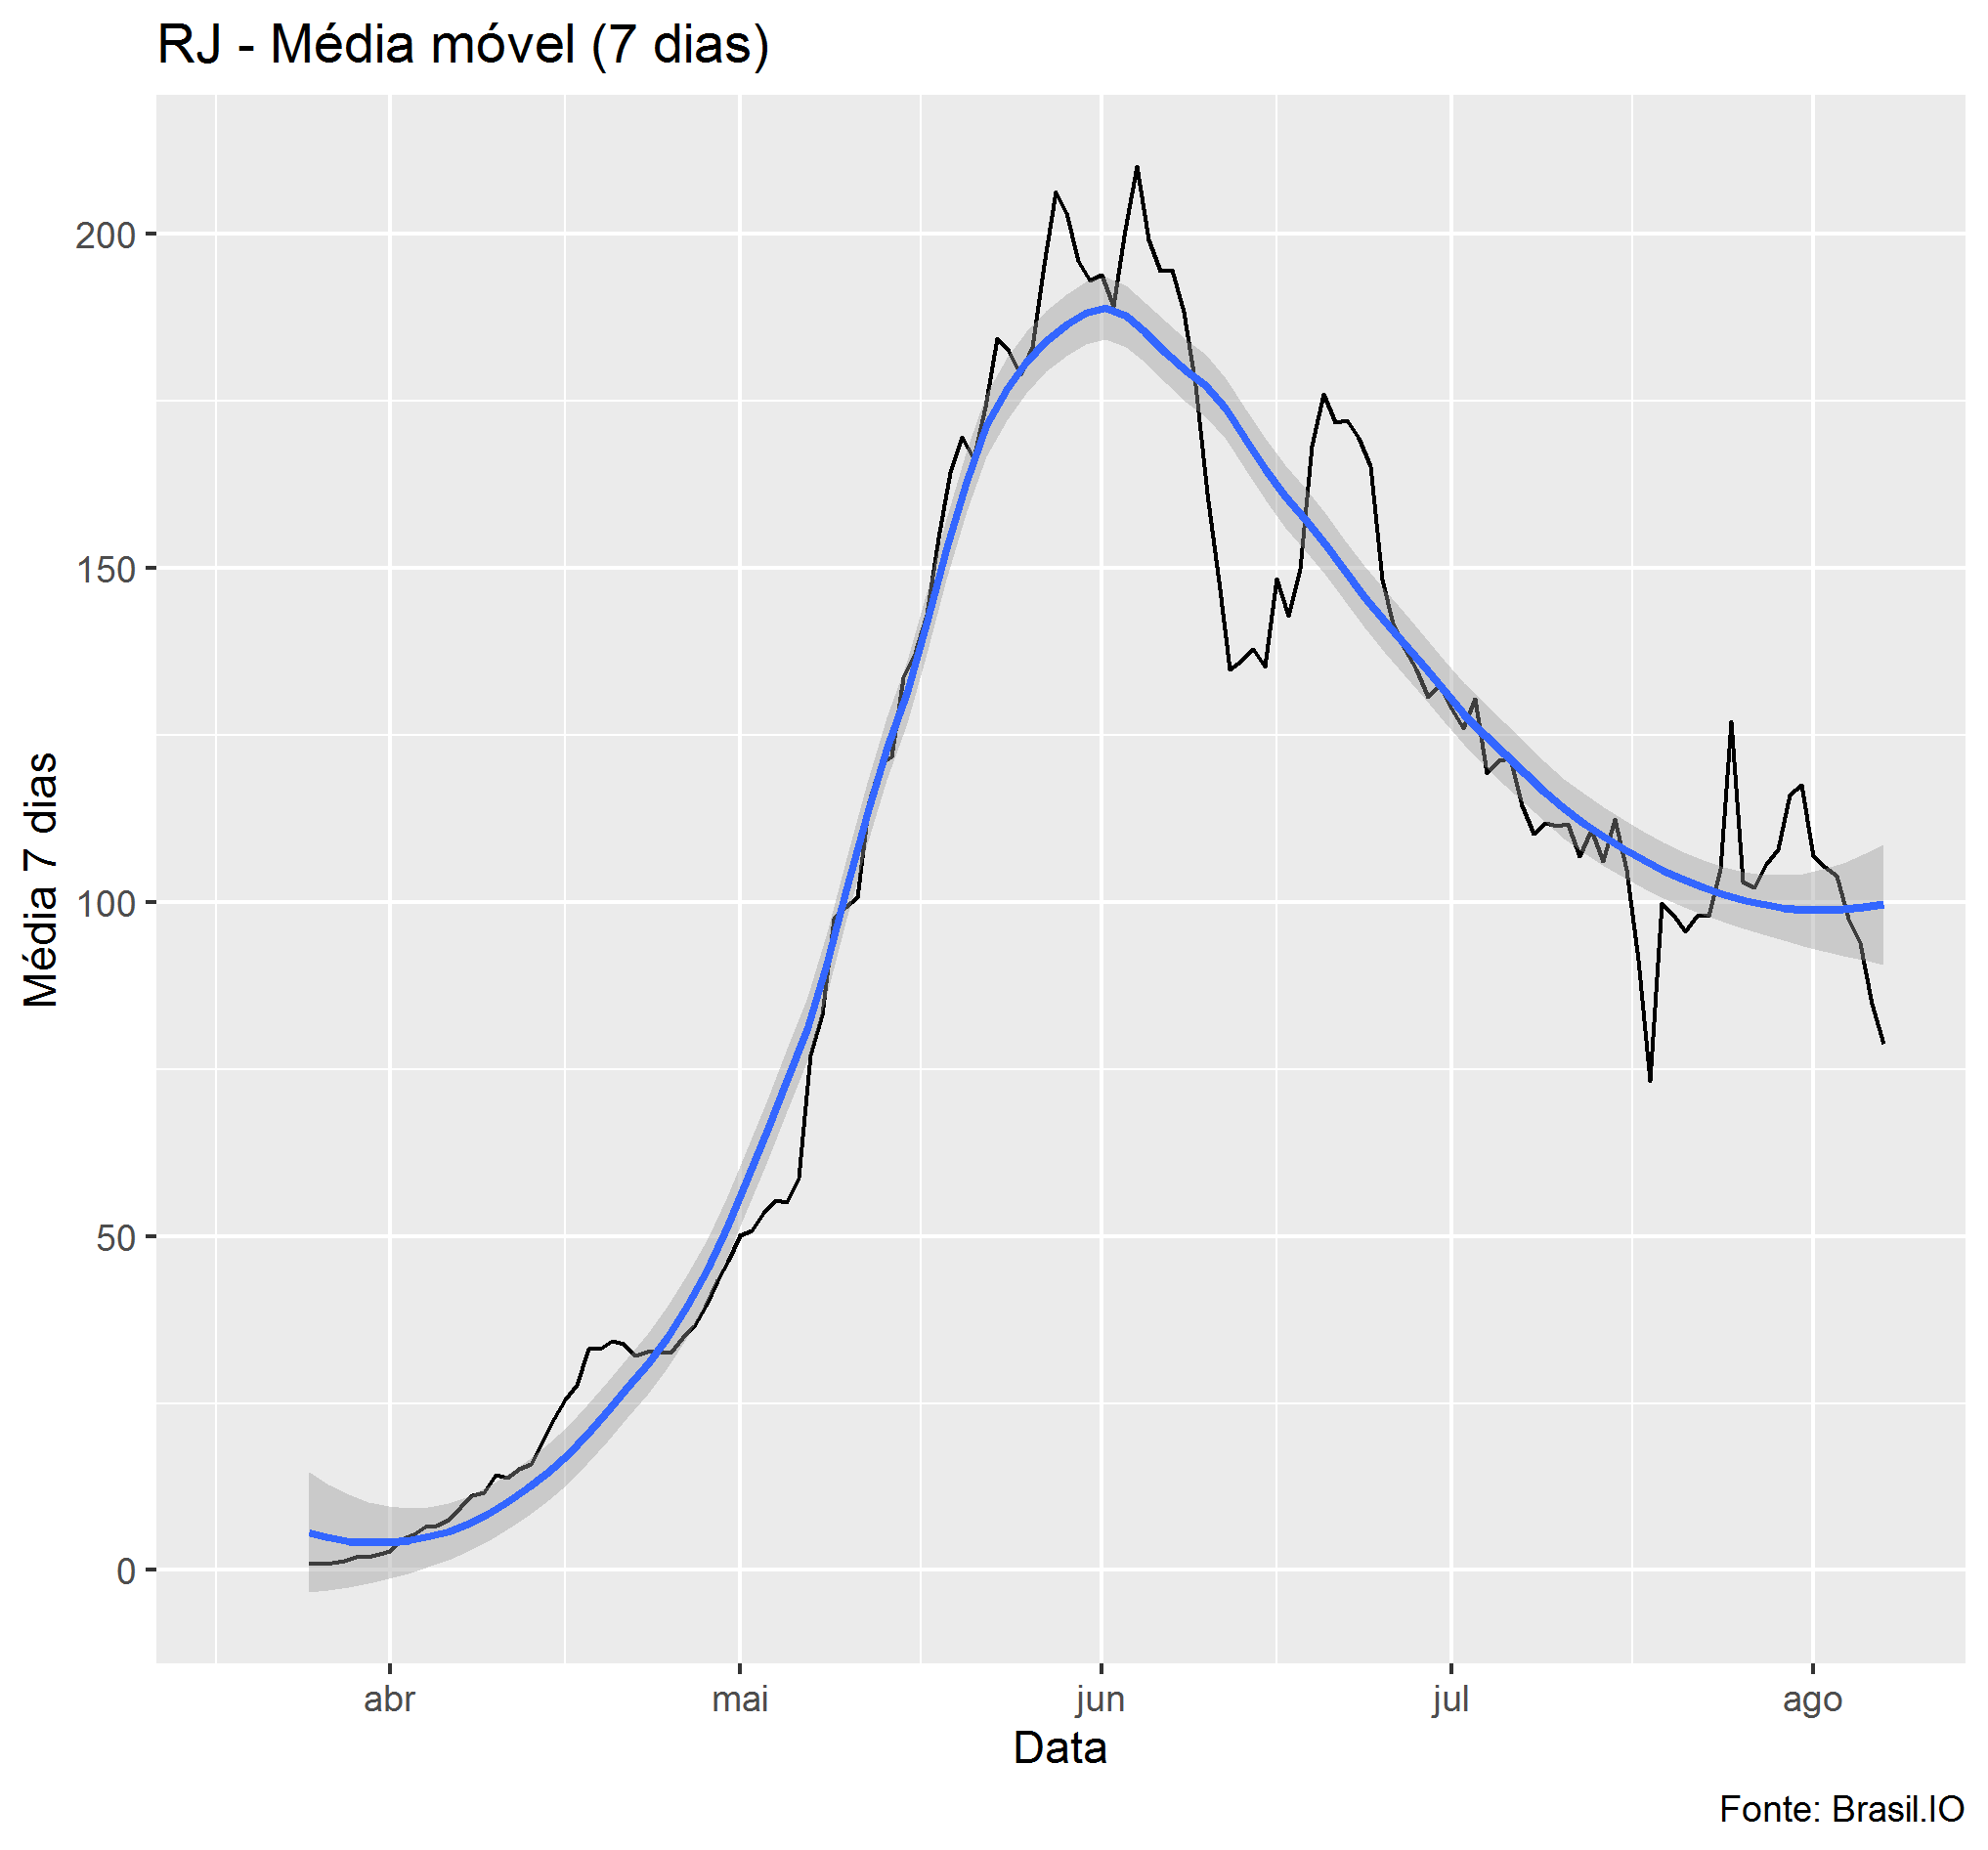 RJ - Média móvel (7 dias)
Média 7 dias
200
150
100
50
0
abr mai jun jul ago
Data
Fonte: Brasil.IO